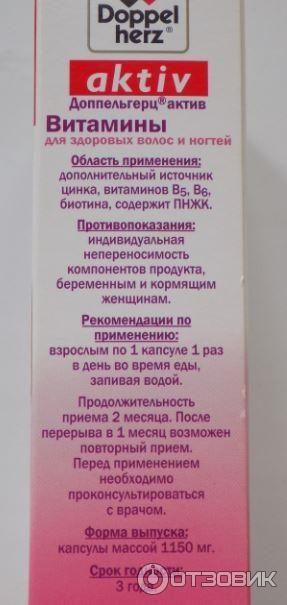 Doppel
herz®
aktiv
Доппельгерц® актив
Витамины
для здоровых волос и ногтей
Область применения:
дополнительный источник
цинка, витаминов В5, В6,
биотина, содержит ПНЖК.
Противопоказания:
индивидуальная
непереносимость
компонентов продукта,
беременным и кормящим
женщинам.
Рекомендации по
применению:
взрослым по 1 капсуле 1 раз
в день во время еды,
запивая водой.
Продолжительность
приема 2 месяца. После
перерыва в 1 месяц возможен
повторный прием.
Перед применением
необходимо
проконсультироваться
с врачом.
Форма выпуска:
капсулы массой 1150 мг.
Срок годности:
3 года
ОТЗОВИК